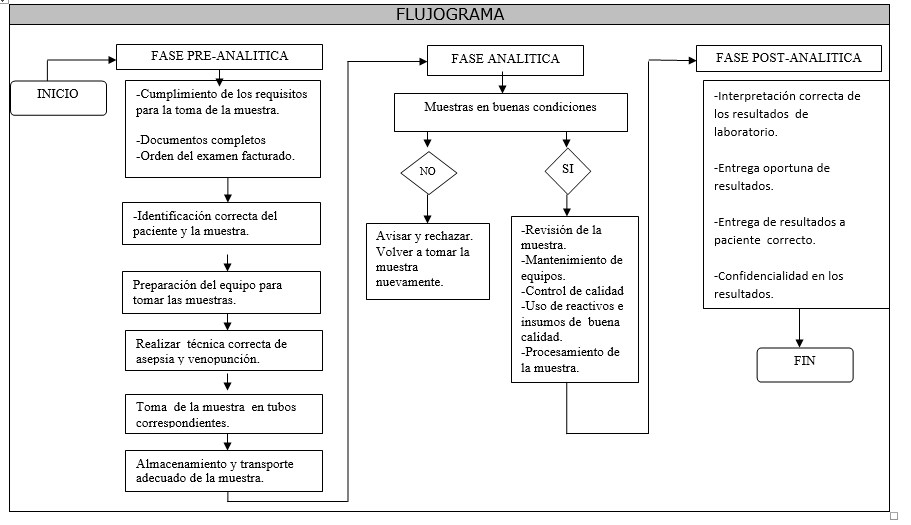 FLUJOGRAMA
INICIO
FASE PRE-ANALITICA
-Cumplimiento de los requisitos
para la toma de la muestra.
-Documentos completos
-Orden del examen facturado.
-Identificación correcta del
paciente y la muestra.
Preparación del equipo para
tomar las muestras.
Realizar técnica correcta de
asepsia y venopunción.
Toma de la muestra en tubos
correspondientes.
Almacenamiento y transporte
adecuado de la muestra.
FASE ANALITICA
Muestras en buenas condiciones
NO
Avisar y rechazar.
Volver a tomar la
muestra
nuevamente.
SI
-Revisión de la
muestra.
-Mantenimiento de
equipos.
-Control de calidad
-Uso de reactivos e
insumos de buena
calidad.
-Procesamiento de
la muestra.
FASE POST-ANALITICA
-Interpretación correcta de
los resultados de
laboratorio.
-Entrega oportuna de
resultados.
-Entrega de resultados a
paciente correcto.
-Confidencialidad en los
resultados.
FIN